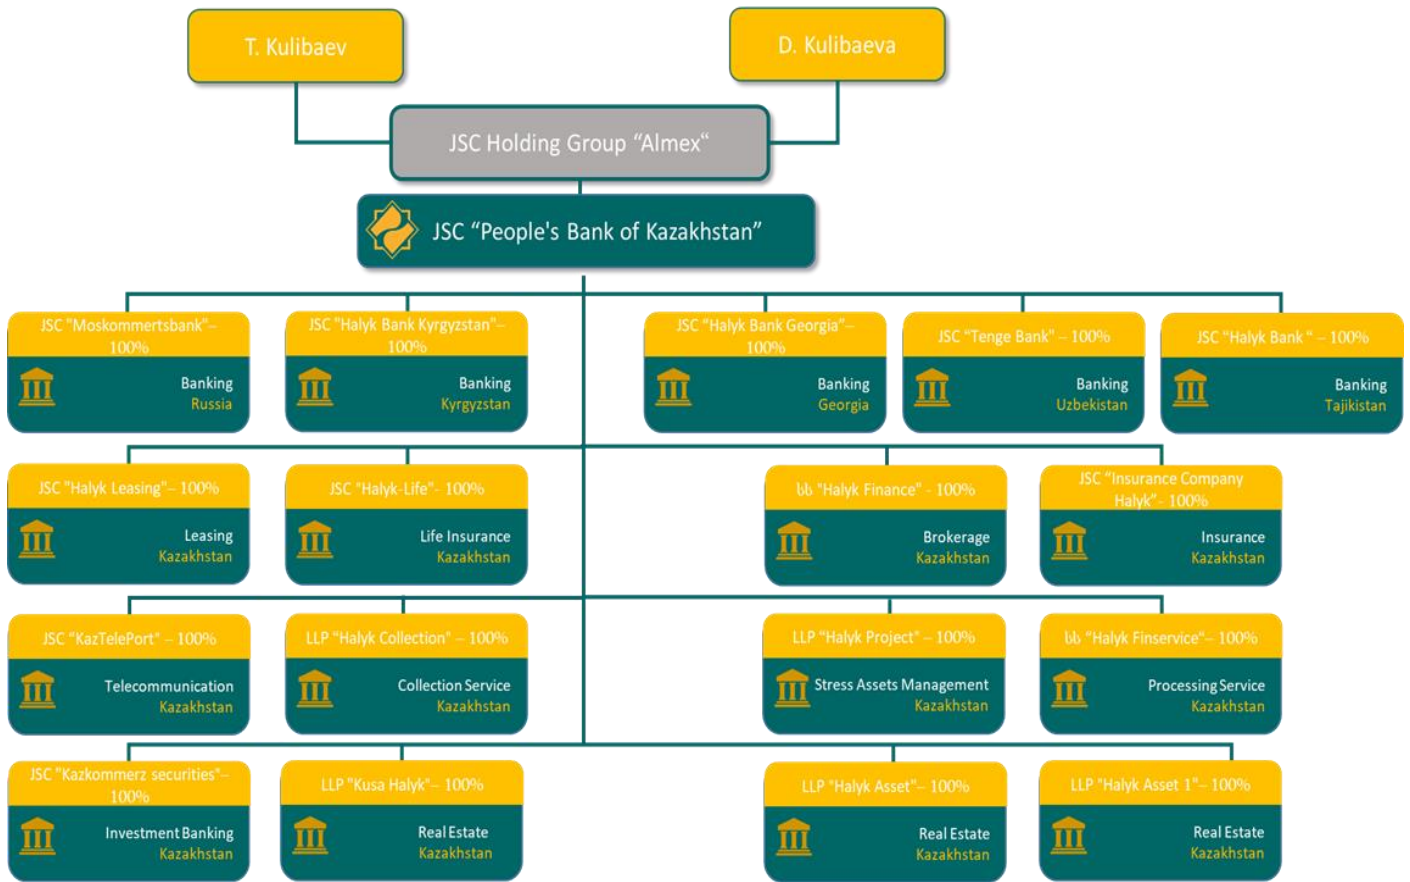 T. Kulibaev
D. Kulibaeva
JSC Holding Group “Almex“
JSC “People's Bank of Kazakhstan”
JSC "Moskommertsbank"–
100%
Banking
Russia
JSC "Halyk Bank Kyrgyzstan"–
100%
Banking
Kyrgyzstan
JSC “Halyk Bank Georgia”–
100%
Banking
Georgia
JSC “Tenge Bank" – 100%
Banking
Uzbekistan
JSC “Halyk Bank “ – 100%
Banking
Tajikistan
JSC "Halyk Leasing"– 100%
Leasing
Kazakhstan
JSC "Halyk-Life"- 100%
Life Insurance
Kazakhstan
სს "Halyk Finance" - 100%
Brokerage
Kazakhstan
JSC “Insurance Company
Halyk”- 100%
Insurance
Kazakhstan
JSC “KazTelePort" – 100%
Telecommunication
Kazakhstan
LLP “Halyk Collection" – 100%
Collection Service
Kazakhstan
LLP “Halyk Project" – 100%
Stress Assets Management
Kazakhstan
სს "Halyk Finservice“– 100%
Processing Service
Kazakhstan
JSC "Kazkommerz securities"–
100%
Investment Banking
Kazakhstan
LLP "Kusa Halyk"– 100%
Real Estate
Kazakhstan
LLP "Halyk Asset"– 100%
Real Estate
Kazakhstan
LLP "Halyk Asset 1"– 100%
Real Estate
Kazakhstan